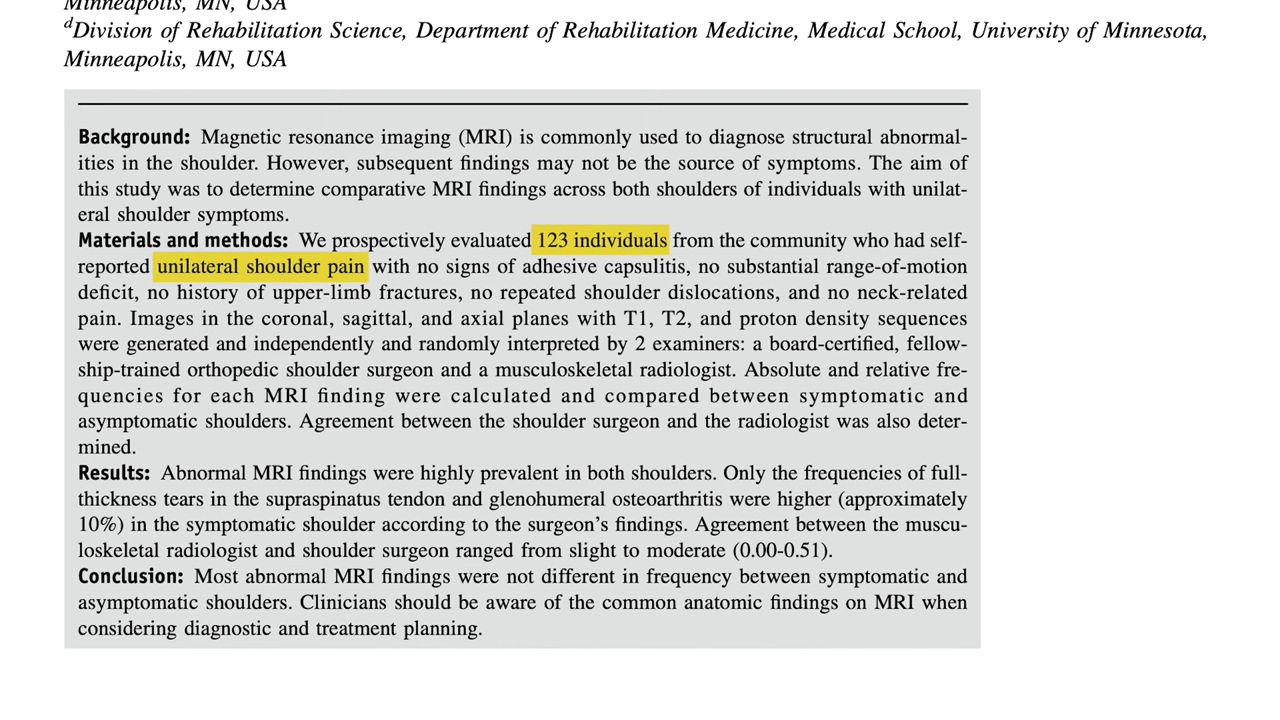 Minneapolis, MN, USA
dDivision of Rehabilitation Science, Department of Rehabilitation Medicine, Medical School, University of Minnesota,
Minneapolis, MN, USA
Background: Magnetic resonance imaging (MRI) is commonly used to diagnose structural abnormal-
ities in the shoulder. However, subsequent findings may not be the source of symptoms. The aim of
this study was to determine comparative MRI findings across both shoulders of individuals with unilat-
eral shoulder symptoms.
Materials and methods: We prospectively evaluated 123 individuals from the community who had self-
reported unilateral shoulder pain with no signs of adhesive capsulitis, no substantial range-of-motion
deficit, no history of upper-limb fractures, no repeated shoulder dislocations, and no neck-related
pain. Images in the coronal, sagittal, and axial planes with T1, T2, and proton density sequences
were generated and independently and randomly interpreted by 2 examiners: a board-certified, fellow-
ship-trained orthopedic shoulder surgeon and a musculoskeletal radiologist. Absolute and relative fre-
quencies for each MRI finding were calculated and compared between symptomatic and
asymptomatic shoulders. Agreement between the shoulder surgeon and the radiologist was also deter-
mined.
Results: Abnormal MRI findings were highly prevalent in both shoulders. Only the frequencies of full-
thickness tears in the supraspinatus tendon and glenohumeral osteoarthritis were higher (approximately
10%) in the symptomatic shoulder according to the surgeon's findings. Agreement between the muscu-
loskeletal radiologist and shoulder surgeon ranged from slight to moderate (0.00-0.51).
Conclusion: Most abnormal MRI findings were not different in frequency between symptomatic and
asymptomatic shoulders. Clinicians should be aware of the common anatomic findings on MRI when
considering diagnostic and treatment planning.